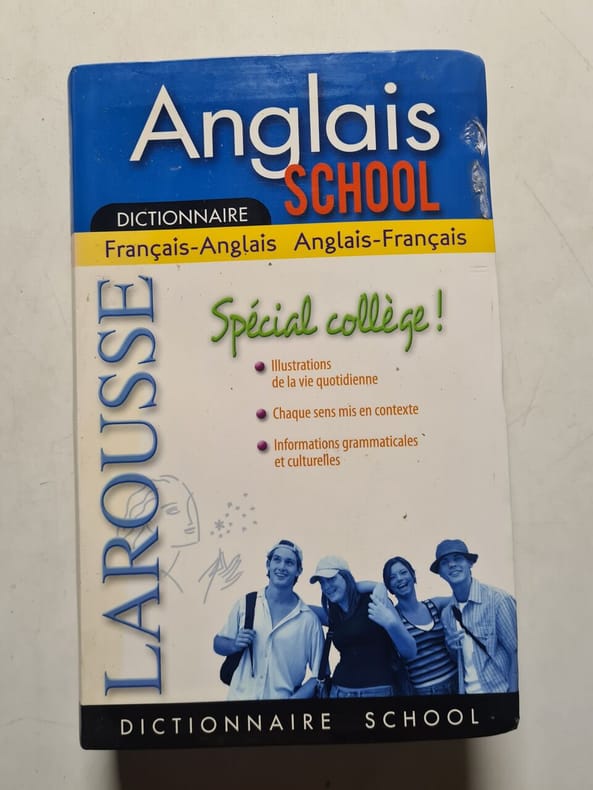 Anglais
SCHOOL
DICTIONNAIRE
Français-Anglais Anglais-Français
LAROUSSE
Spécial collège !
Illustrations
de la vie quotidienne
Chaque sens mis en contexte
Informations grammaticales
et culturelles
DICTIONNAIRE SCHOOL